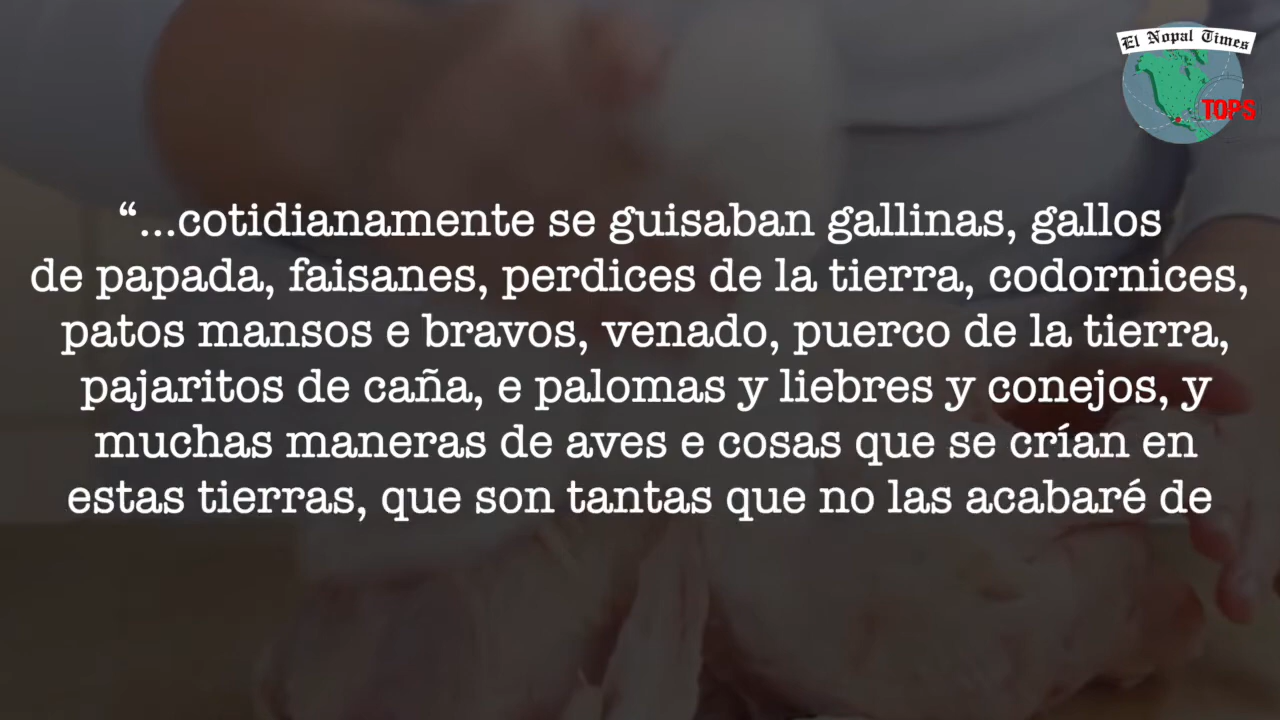 El Nopal Times
TOPS
“...cotidianamente se guisaban gallinas, gallos
de papada, faisanes, perdices de la tierra, codornices,
patos mansos e bravos, venado, puerco de la tierra,
pajaritos de caña, e palomas y liebres y conejos, y
muchas maneras de aves e cosas que se crían en
estas tierras, que son tantas que no las acabaré de